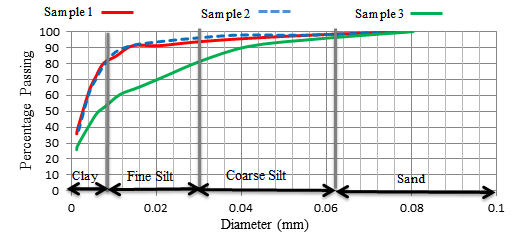 Sample 1 Sample 2 Sample 3
100
90
80
70
60
50
40
30
20
10
0
Percentage Passing
Clay Fine Silt Coarse Silt Sand
0 0.02 0.04 0.06 0.08 0.1
Diameter (mm)